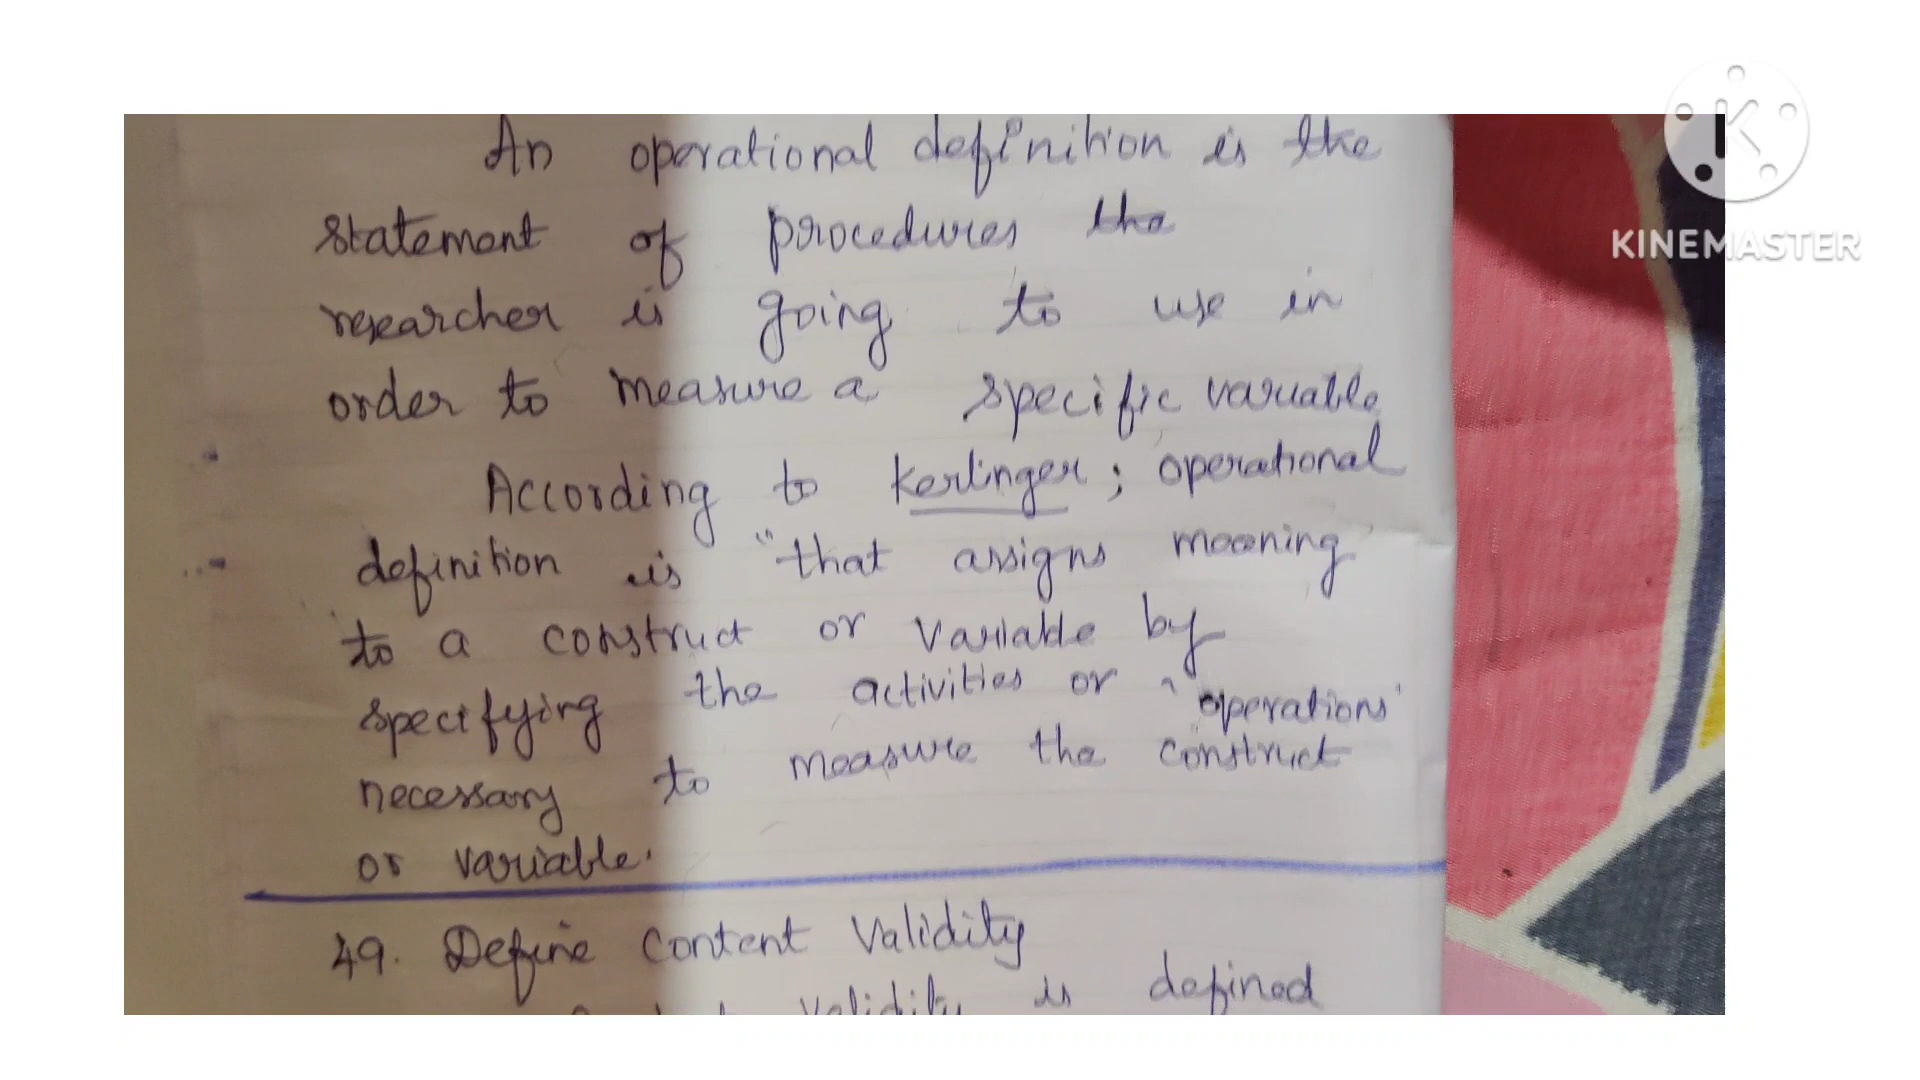 An operational definition is the
statement of procedures the
researcher is going to use in
order to measure a specific variable
According to Kerlinger; operational
definition is "that assigns meaning
to a construct or variable by
specifying the activities or 'operations'
necessary to measure the construct
or variable.
49. Define Content Validity
validity is defined
KINEMASTER